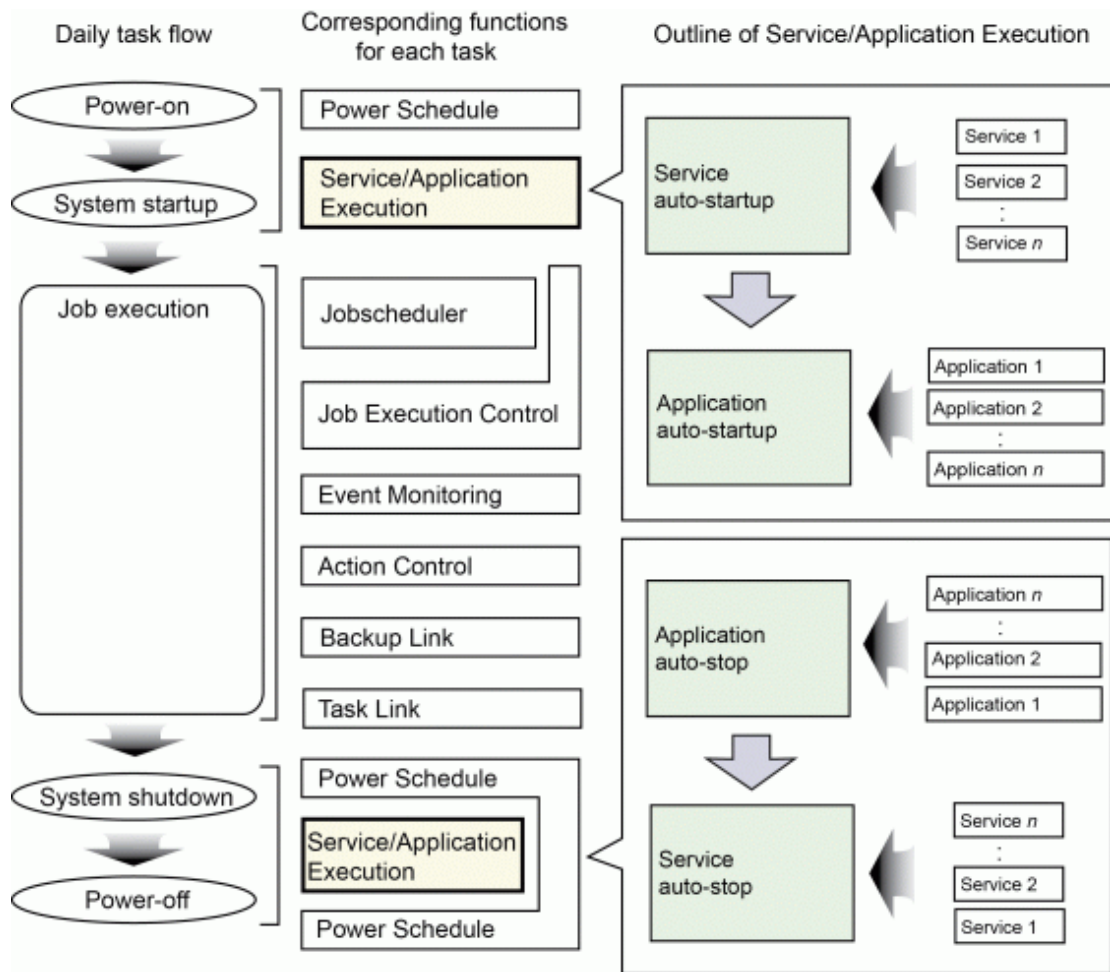 Daily task flow
Corresponding functions
for each task
Outline of Service/Application Execution
Power-on
System startup
Job execution
System shutdown
Power-off
Power Schedule
Service/Application
Execution
Jobscheduler
Job Execution Control
Event Monitoring
Action Control
Backup Link
Task Link
Power Schedule
Service/Application
Execution
Power Schedule
Service
auto-startup
Service 1
Service 2
:
Service n
Application
auto-startup
Application 1
Application 2
:
Application n
Application
auto-stop
Application n
:
Application 2
Application 1
Service
auto-stop
Service n
:
Service 2
Service 1